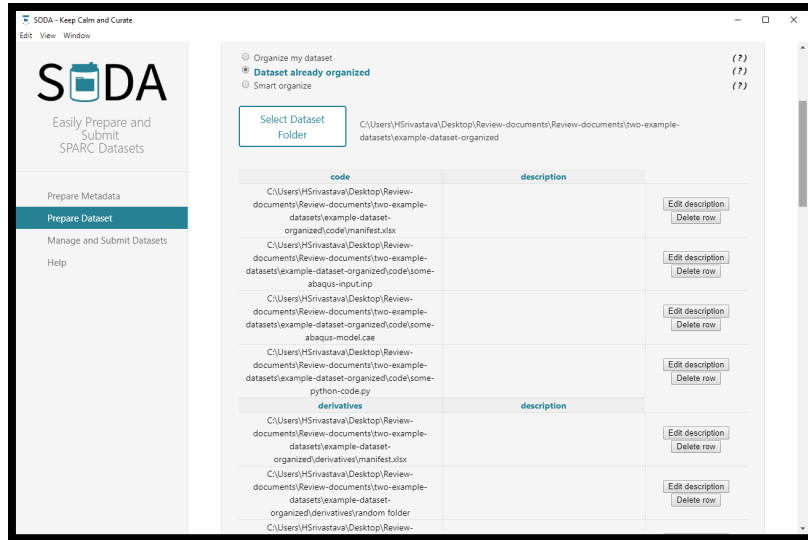 SODA - Keep Calm and Curate
Edit View Window
SODA
Easily Prepare and
Submit
SPARC Datasets
Prepare Metadata
Prepare Dataset
Manage and Submit Datasets
Help
Organize my dataset (?)
Dataset already organized (?)
Smart organize (?)
Select Dataset
Folder
C:\Users\HSrivastava\Desktop\Review-documents\Review-documents\two-example-
datasets\example-dataset-organized
code description
C:\Users\HSrivastava\Desktop\Review-
documents\Review-documents\two-example-
datasets\example-dataset-
organized\code\manifest.xlsx
Edit description
Delete row
C:\Users\HSrivastava\Desktop\Review-
documents\Review-documents\two-example-
datasets\example-dataset-organized\code\some-
abaqus-input.inp
Edit description
Delete row
C:\Users\HSrivastava\Desktop\Review-
documents\Review-documents\two-example-
datasets\example-dataset-organized\code\some-
abaqus-model.cae
Edit description
Delete row
C:\Users\HSrivastava\Desktop\Review-
documents\Review-documents\two-example-
datasets\example-dataset-organized\code\some-
python-code.py
Edit description
Delete row
derivatives description
C:\Users\HSrivastava\Desktop\Review-
documents\Review-documents\two-example-
datasets\example-dataset-
organized\derivatives\manifest.xlsx
Edit description
Delete row
C:\Users\HSrivastava\Desktop\Review-
documents\Review-documents\two-example-
datasets\example-dataset-
organized\derivatives\random folder
Edit description
Delete row
C:\Users\HSrivastava\Desktop\Review-